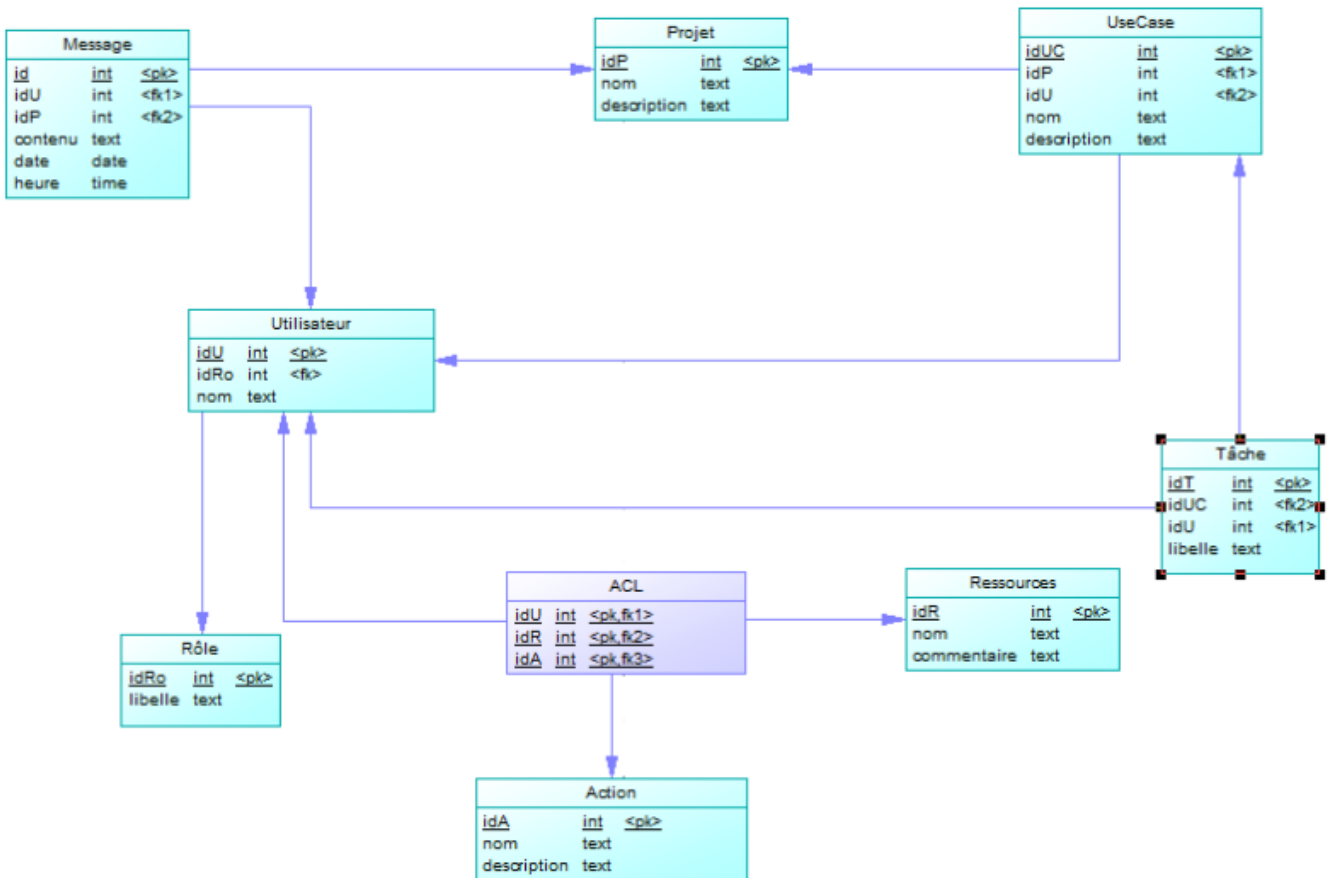 Message
id int <pk>
idU int <fk1>
idP int <fk2>
contenu text
date date
heure time
Projet
idP int <pk>
nom text
description text
UseCase
idUC int <pk>
idP int <fk1>
idU int <fk2>
nom text
description text
Utilisateur
idU int <pk>
idRo int <fk>
nom text
Tâche
idT int <pk>
idUC int <fk2>
idU int <fk1>
libelle text
ACL
idU int <pk,fk1>
idR int <pk,fk2>
idA int <pk,fk3>
Ressources
idR int <pk>
nom text
commentaire text
Rôle
idRo int <pk>
libelle text
Action
idA int <pk>
nom text
description text